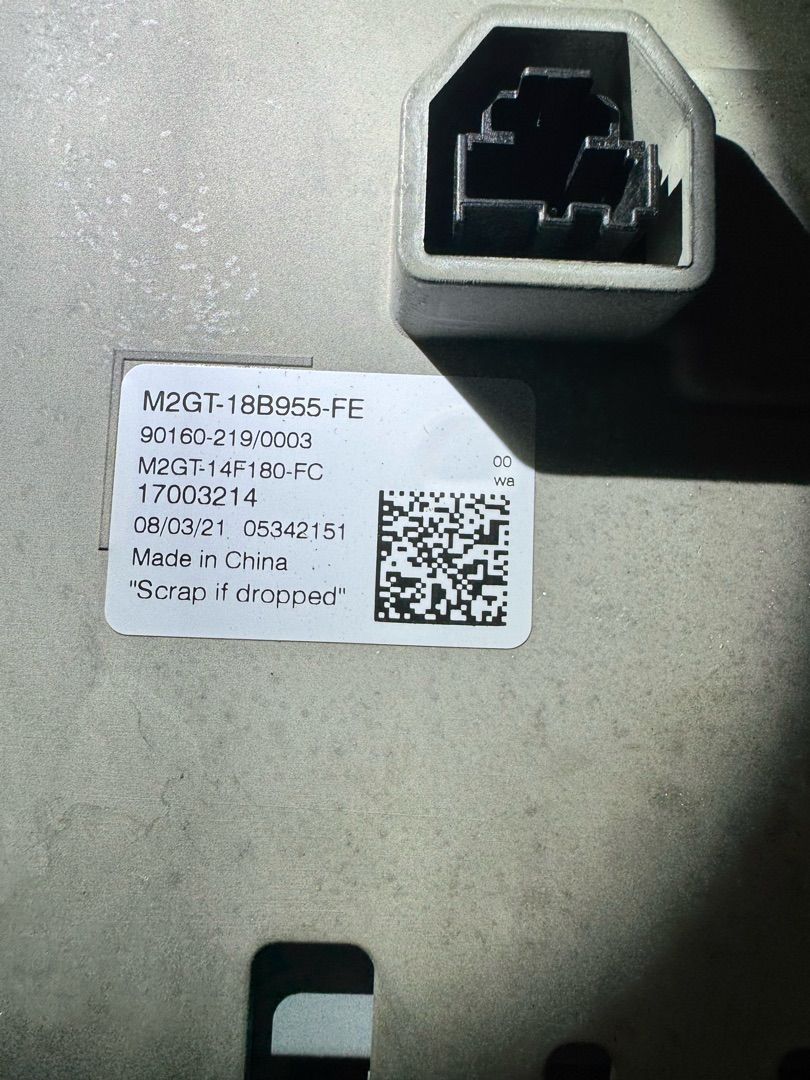 M2GT-18B955-FE
90160-219/0003
M2GT-14F180-FC
00
wa
17003214
08/03/21 05342151
Made in China
"Scrap if dropped"